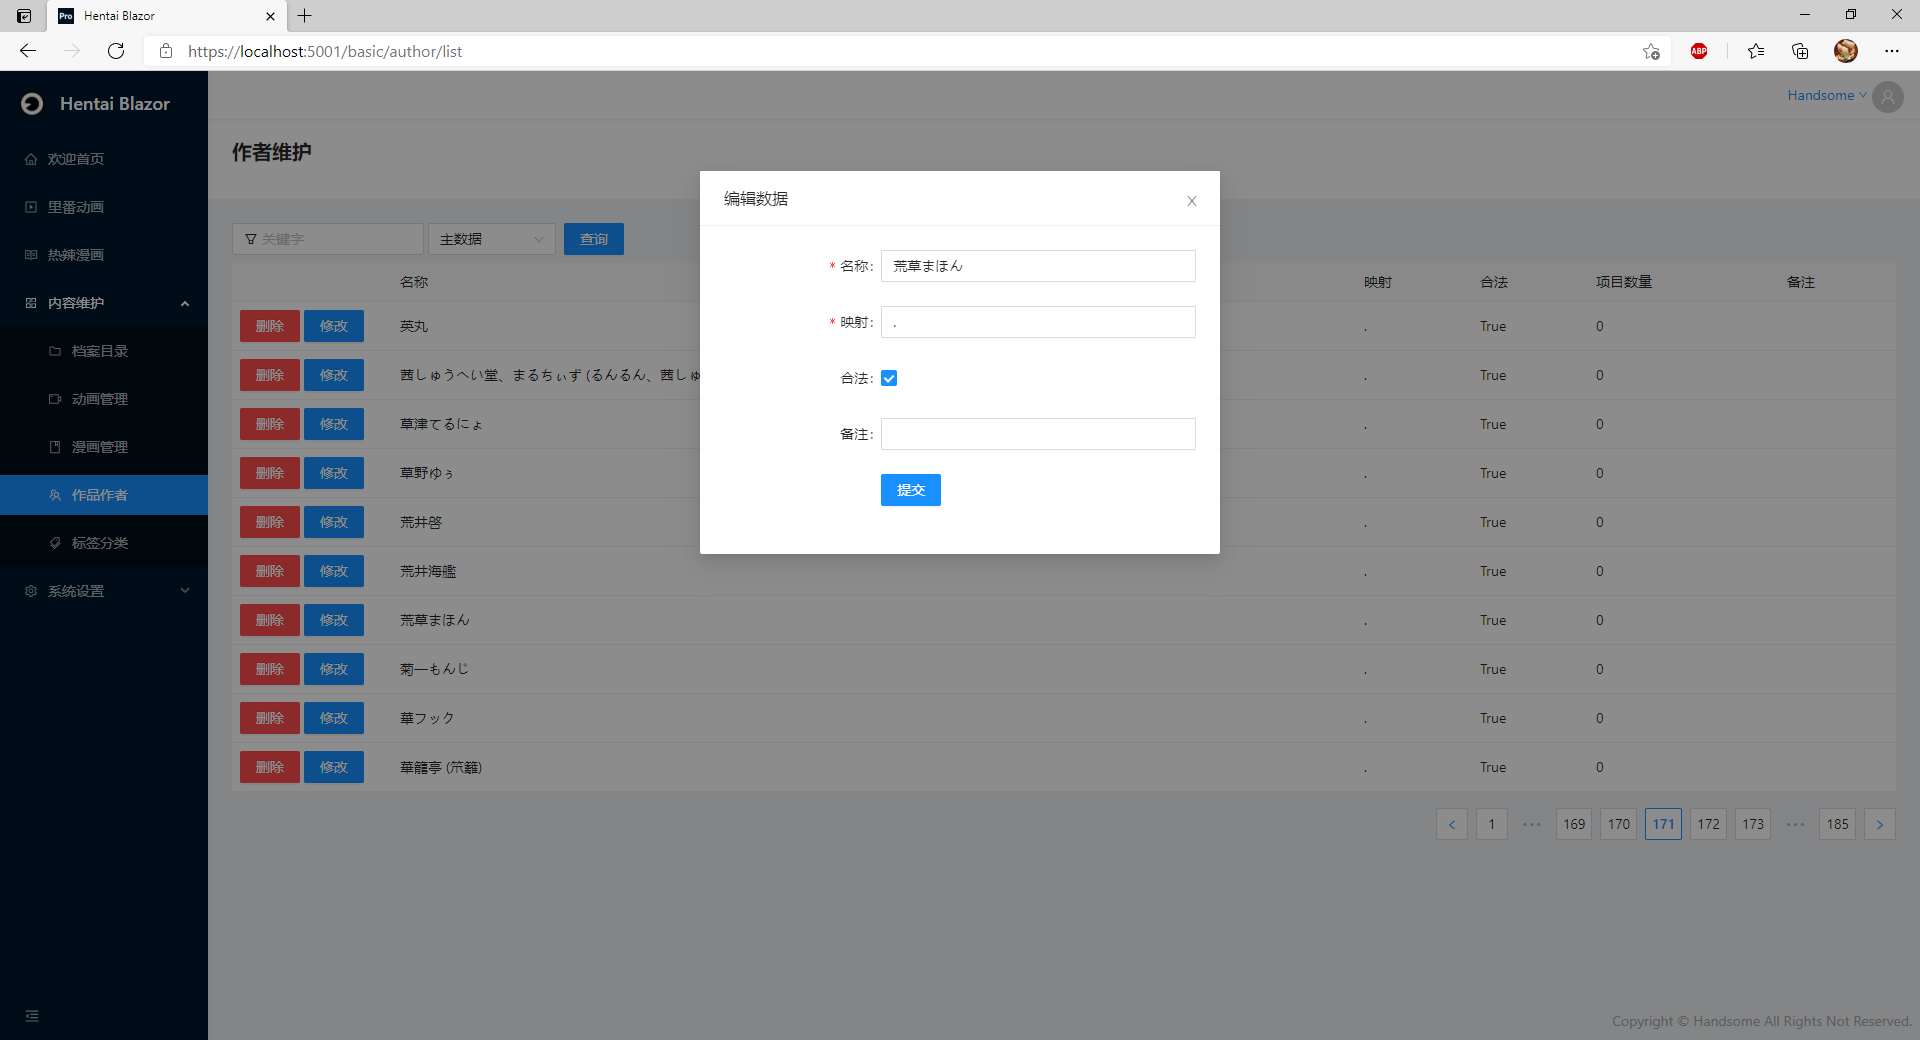 Hentai Blazor
https://localhost:5001/basic/author/list
ABP
Pro
Hentai Blazor
Handsome
欢迎首页
里番动画
热辣漫画
内容维护
档案目录
动画管理
漫画管理
作品作者
标签分类
系统设置
作者维护
关键字
主数据
查询
名称
映射
合法
项目数量
备注
删除 修改 英丸 . True 0
删除 修改 茜しゅうへい堂、まるちぃず (るんるん、茜しゅ . True 0
删除 修改 草津てるにょ . True 0
删除 修改 草野ゆぅ . True 0
删除 修改 荒井啓 . True 0
删除 修改 荒井海艦 . True 0
删除 修改 荒草まほん . True 0
删除 修改 菊一もんじ . True 0
删除 修改 華フック . True 0
删除 修改 華籠亭 (笊籬) . True 0
编辑数据
* 名称: 荒草まほん
* 映射: .
合法:
备注:
提交
1 ••• 169 170 171 172 173 ••• 185
Copyright © Handsome All Rights Not Reserved.